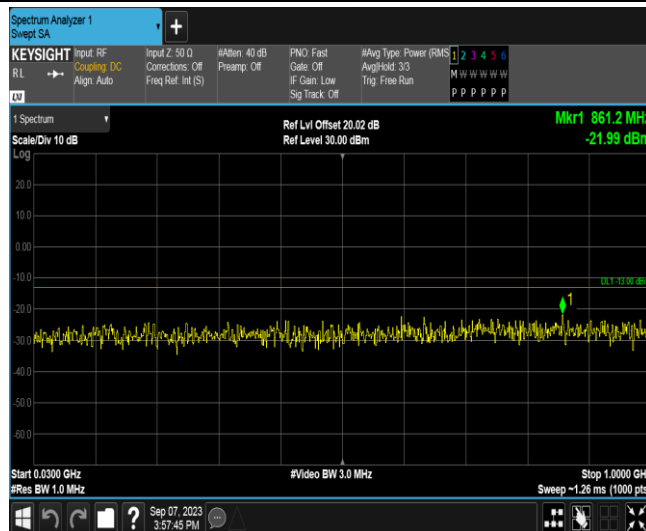 Spectrum Analyzer 1
Swept SA
+
KEYSIGHT
RL
LXI
Input: RF
Coupling: DC
Align: Auto
Input Z: 50 Ω
Corrections: Off
Freq Ref: Int (S)
#Atten: 40 dB
Preamp: Off
PNO: Fast
Gate: Off
IF Gain: Low
Sig Track: Off
#Avg Type: Power (RMS
Avg|Hold: 3/3
Trig: Free Run
1 2 3 4 5 6
M W W W W W
P P P P P P
1 Spectrum
Scale/Div 10 dB
Log
Ref Lvl Offset 20.02 dB
Ref Level 30.00 dBm
Mkr1 861.2 MHz
-21.99 dBm
20.0
10.0
0.00
-10.0
DL1 -13.00 dBm
1
-20.0
-30.0
-40.0
-50.0
-60.0
Start 0.0300 GHz
#Res BW 1.0 MHz
#Video BW 3.0 MHz
Stop 1.0000 GHz
Sweep ~1.26 ms (1000 pts
?
Sep 07, 2023
3:57:45 PM